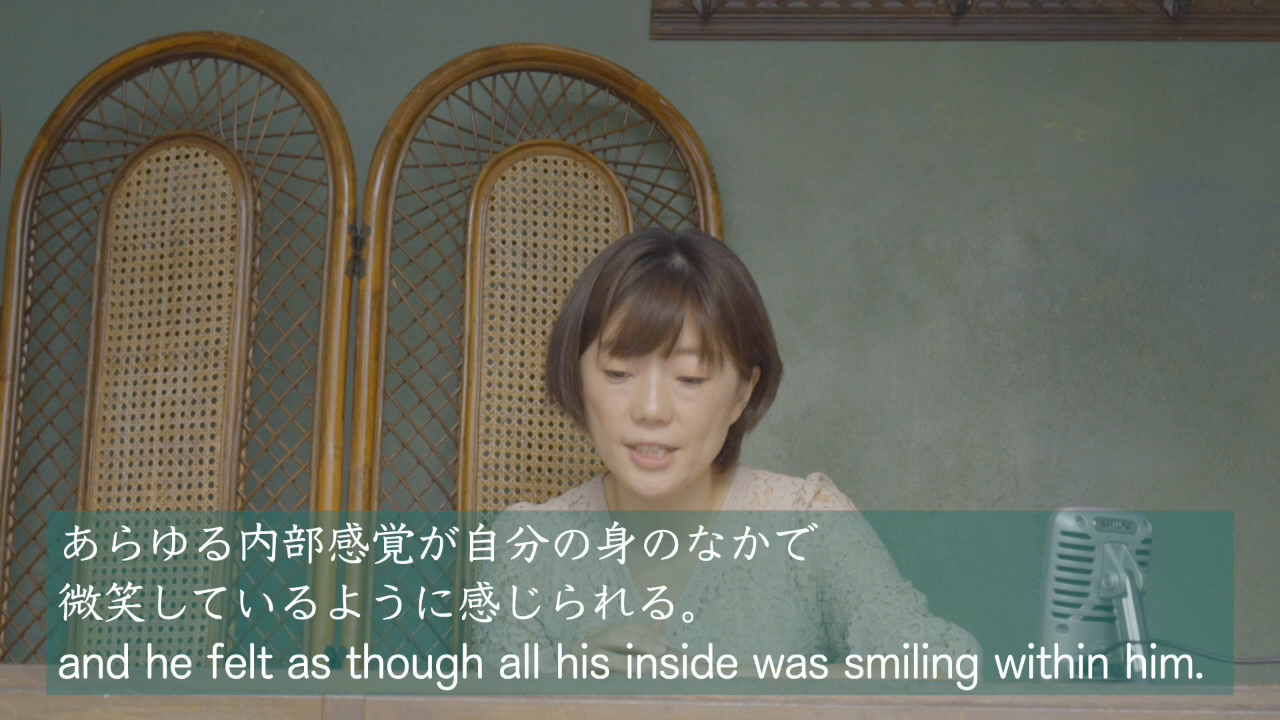 あらゆる内部感覚が自分の身のなかで
微笑しているように感じられる。
and he felt as though all his inside was smiling within him.